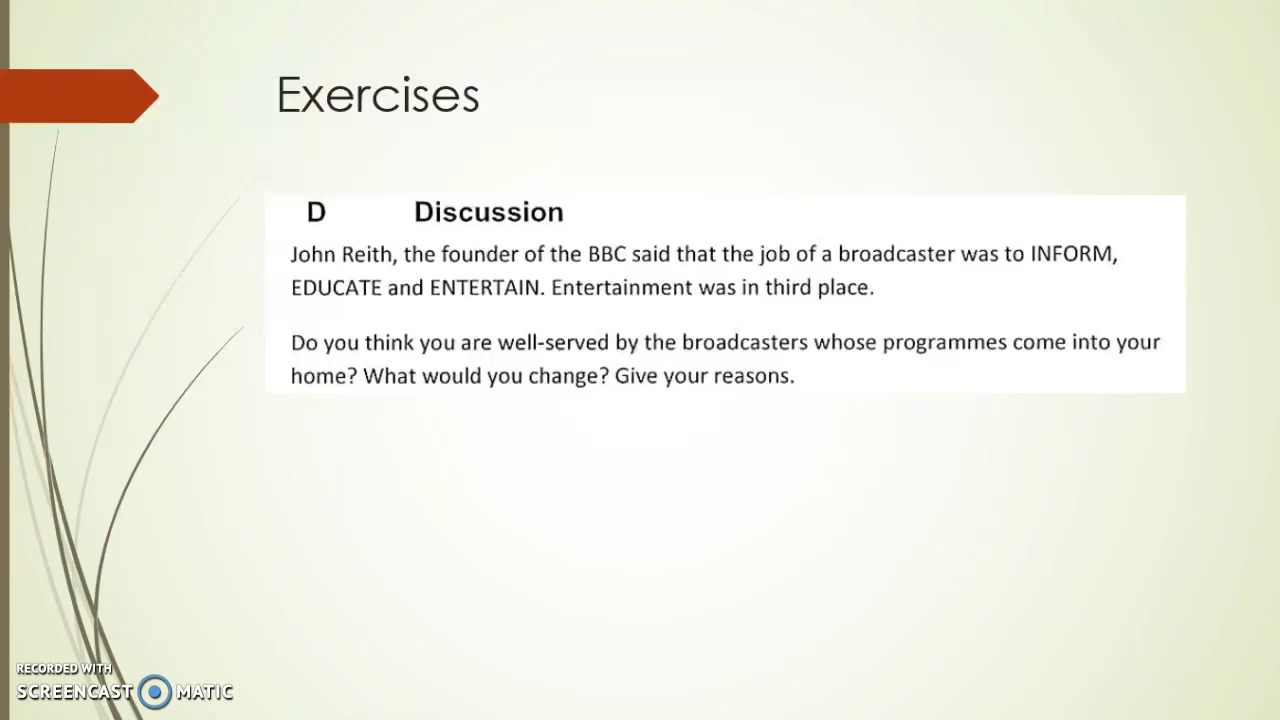 Exercises
D Discussion
John Reith, the founder of the BBC said that the job of a broadcaster was to INFORM,
EDUCATE and ENTERTAIN. Entertainment was in third place.
Do you think you are well-served by the broadcasters whose programmes come into your
home? What would you change? Give your reasons.
RECORDED WITH
SCREENCAST MATIC